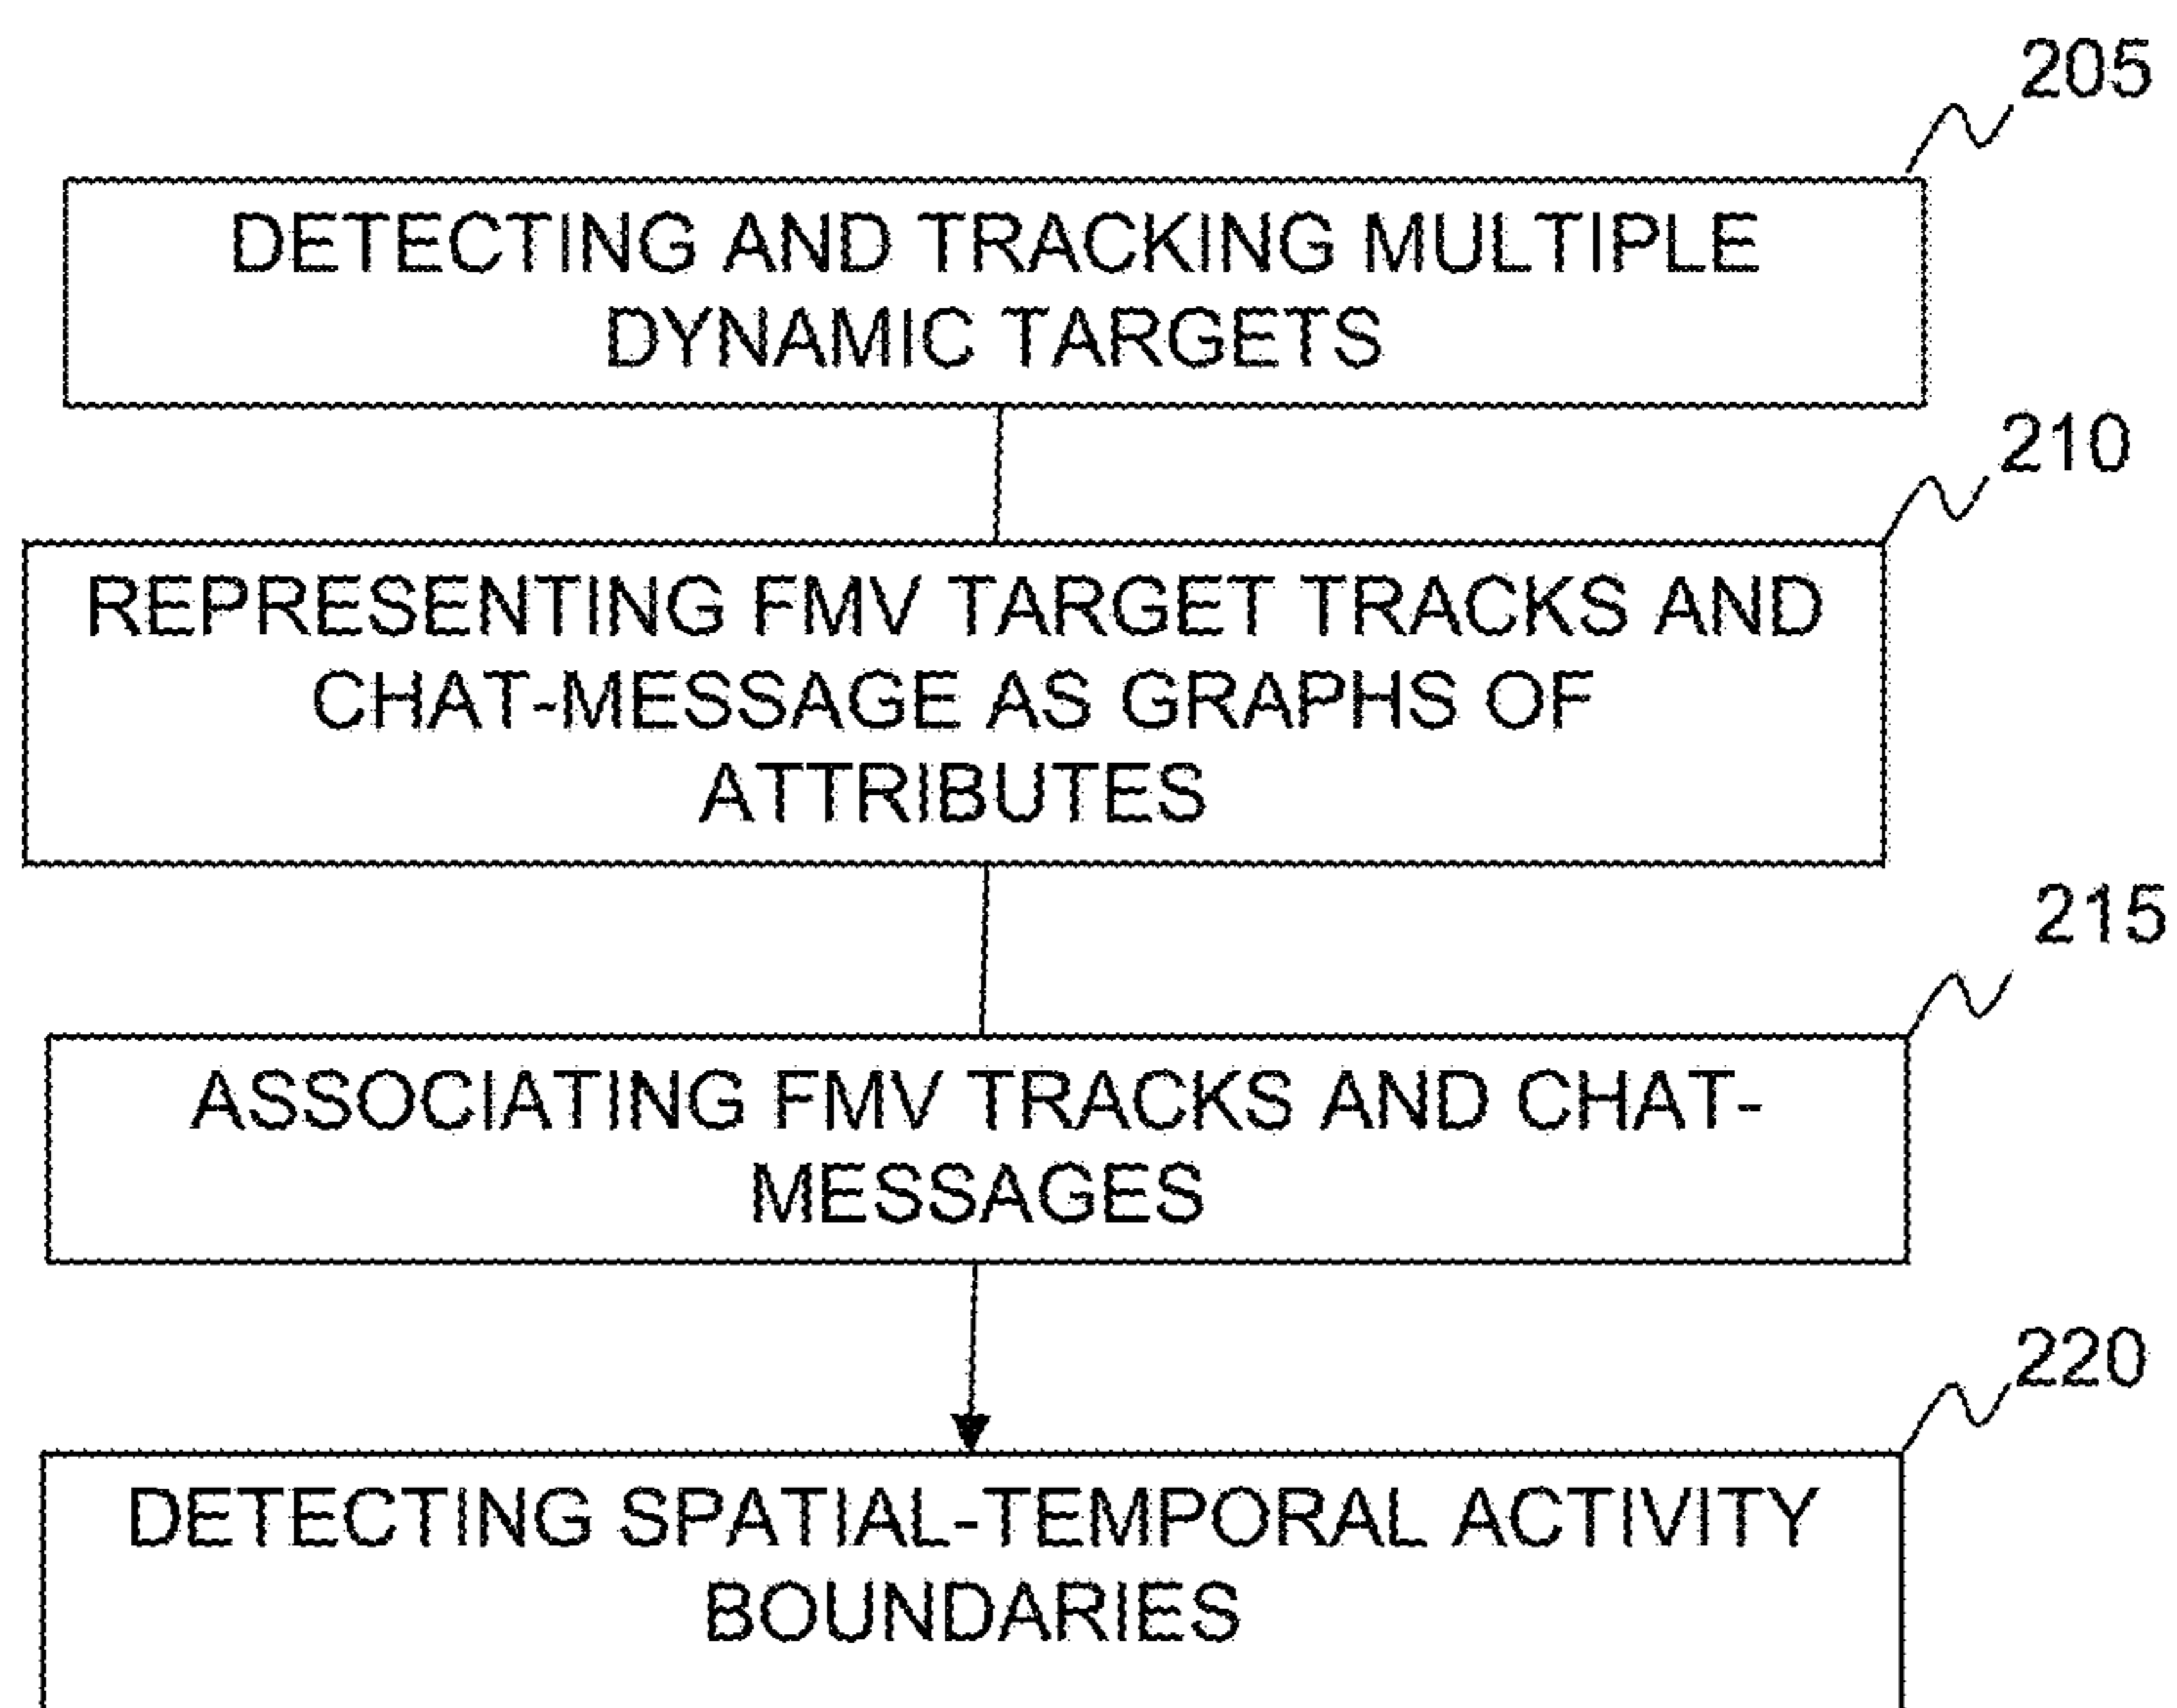 205
DETECTING AND TRACKING MULTIPLE
DYNAMIC TARGETS
210
REPRESENTING FMV TARGET TRACKS AND
CHAT-MESSAGE AS GRAPHS OF
ATTRIBUTES
215
ASSOCIATING FMV TRACKS AND CHAT-
MESSAGES
220
DETECTING SPATIAL-TEMPORAL ACTIVITY
BOUNDARIES